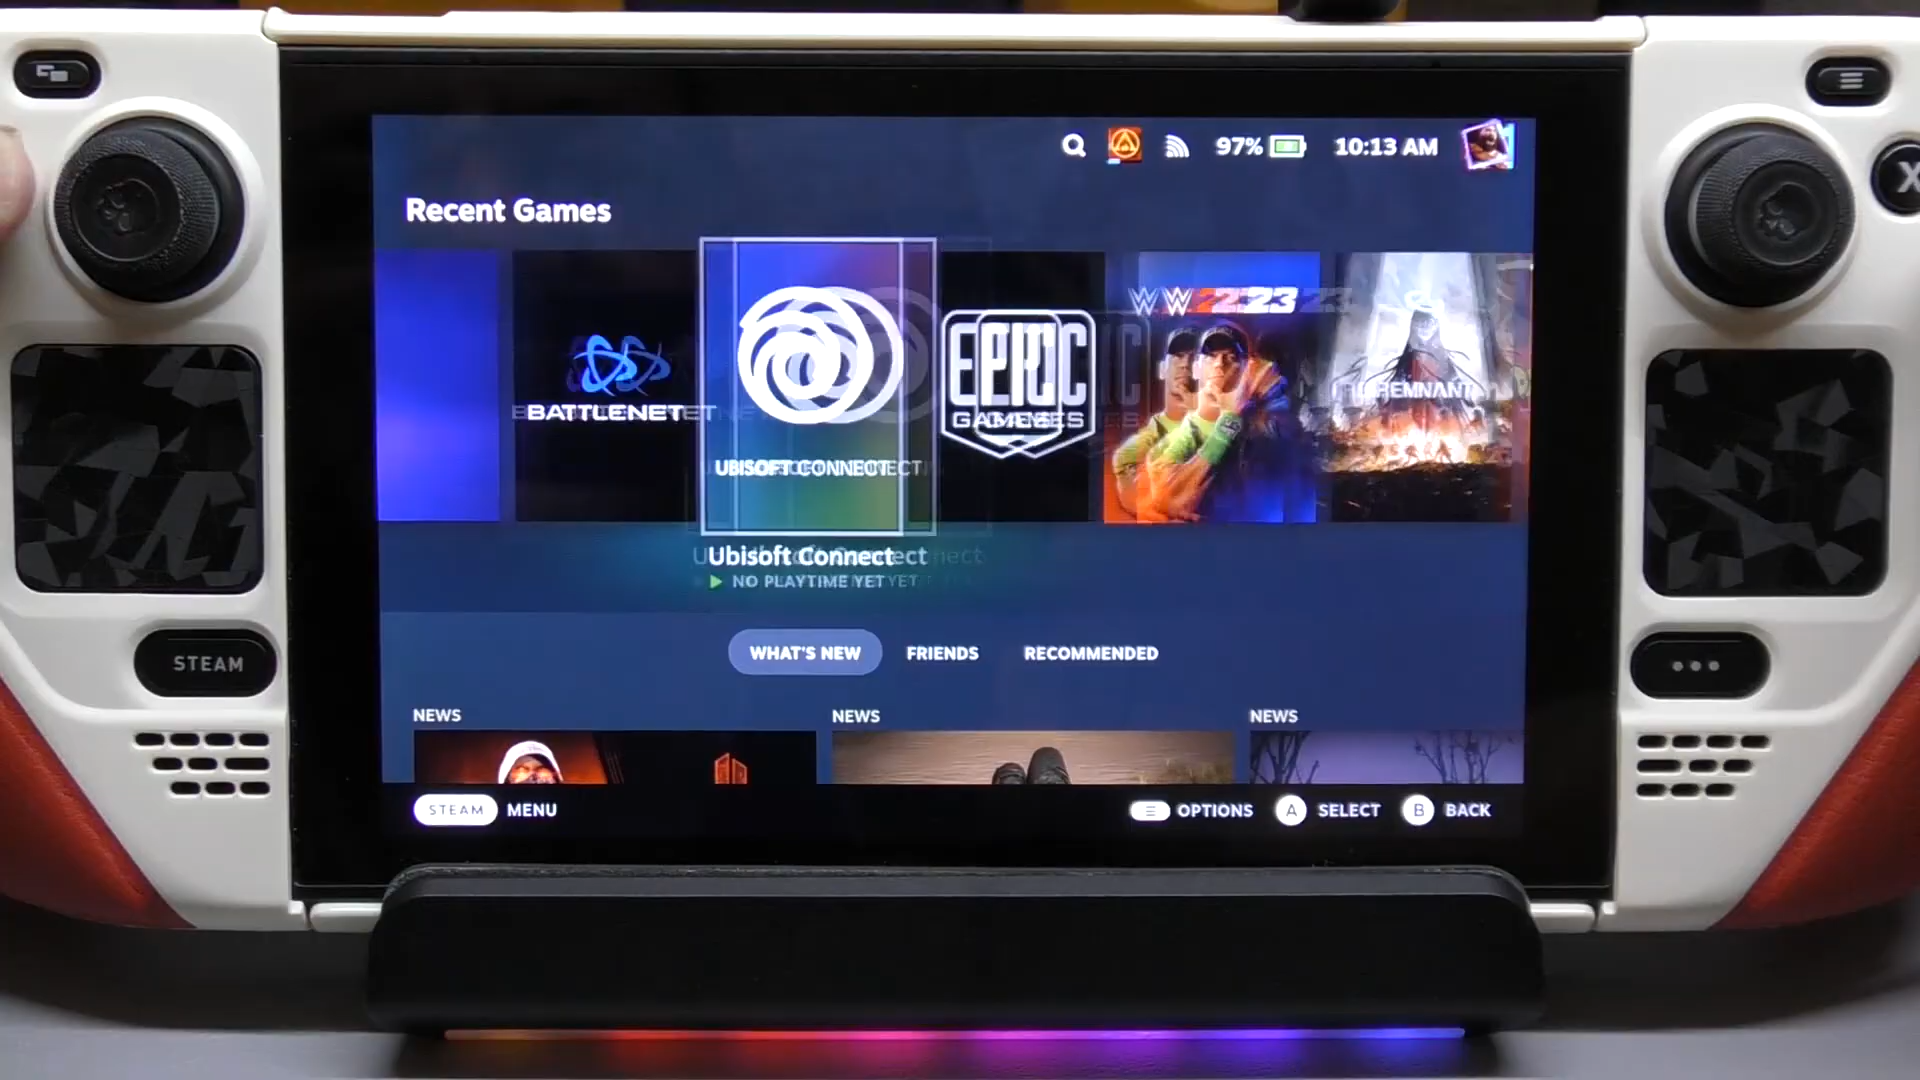 97% 10:13 AM
X
Recent Games
BATTLENET
UBISOFT CONNECT
EPIC
GAMES
WW 2K23
REMNANT
Ubisoft Connect
NO PLAYTIME YET
STEAM
WHAT'S NEW
FRIENDS
RECOMMENDED
NEWS
NEWS
NEWS
STEAM MENU
OPTIONS
A SELECT
B BACK